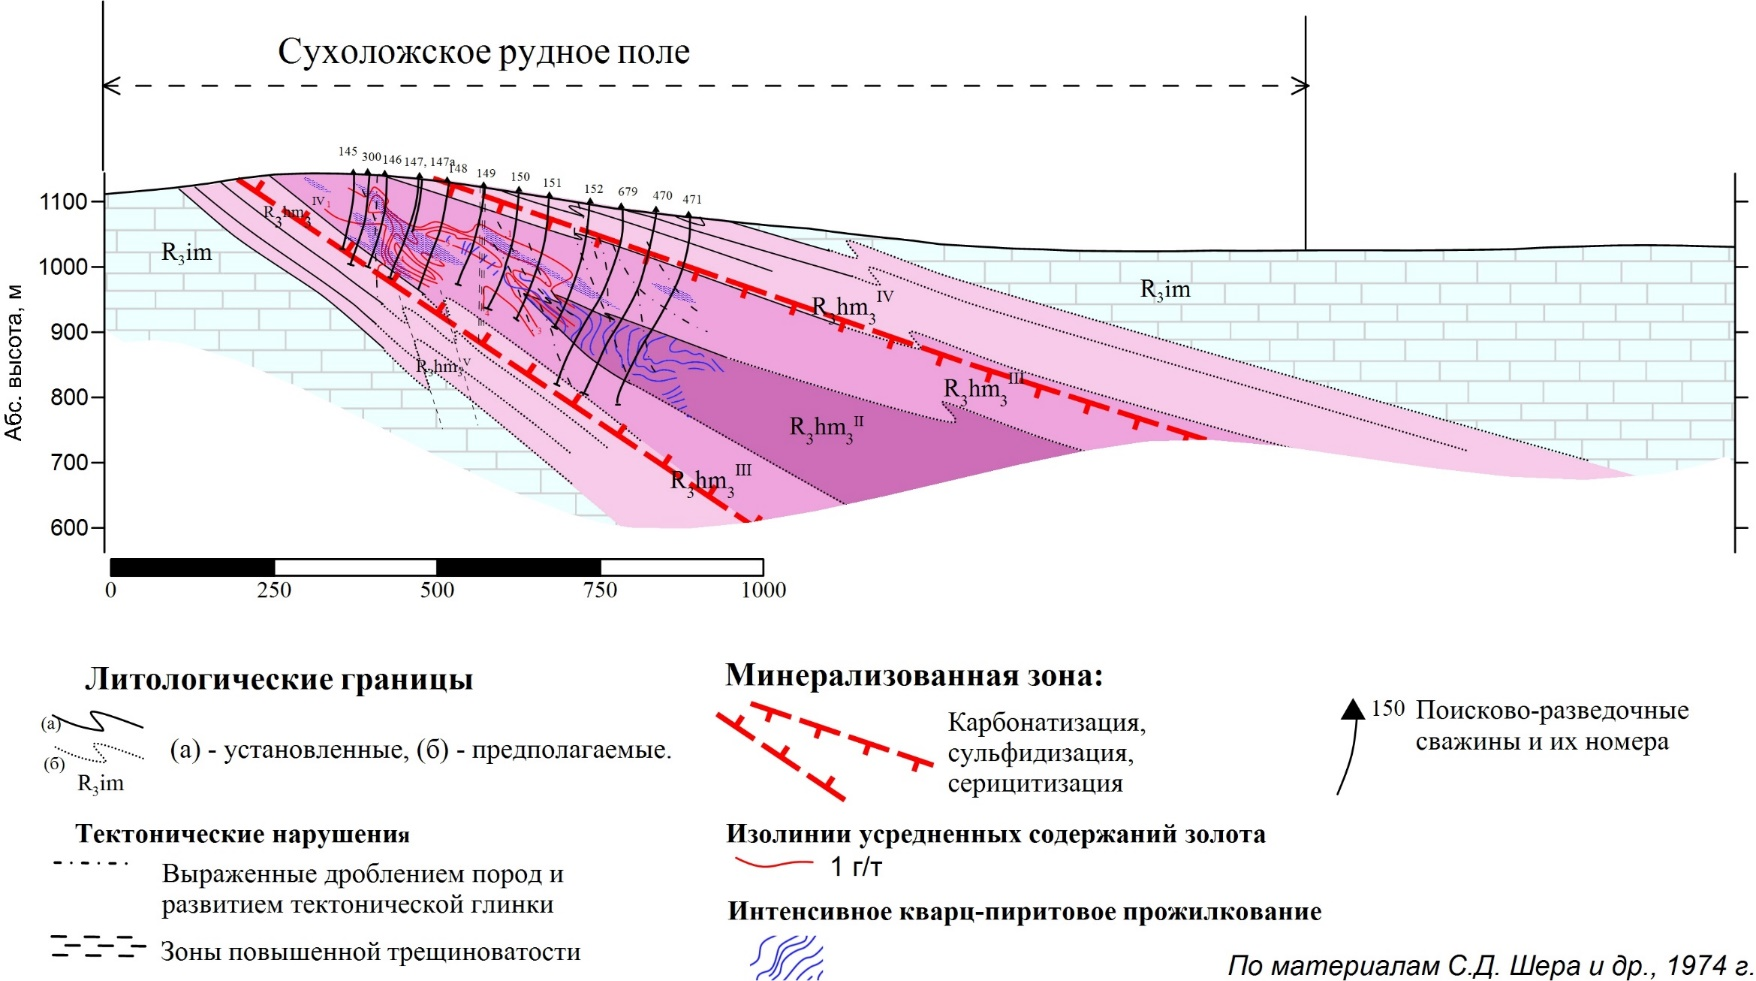 Сухоложское рудное поле
145 300 146 147, 147а 148 149 150 151 152 679 470 471
Абс. высота, м
1100
1000
900
800
700
600
R₃im
R₃hm₃ᴵⱽ
R₃hm₃ⱽ
R₃hm₃ᴵᴵᴵ
R₃hm₃ᴵᴵ
R₃hm₃ᴵᴵᴵ
R₃hm₃ᴵⱽ
R₃im
0 250 500 750 1000
Литологические границы
(а)
(б)
R₃im
(а) - установленные, (б) - предполагаемые.
Тектонические нарушения
Выраженные дроблением пород и
развитием тектонической глинки
Зоны повышенной трещиноватости
Минерализованная зона:
Карбонатизация,
сульфидизация,
серицитизация
Изолинии усредненных содержаний золота
1 г/т
Интенсивное кварц-пиритовое прожилкование
150 Поисково-разведочные
сважины и их номера
По материалам С.Д. Шера и др., 1974 г.